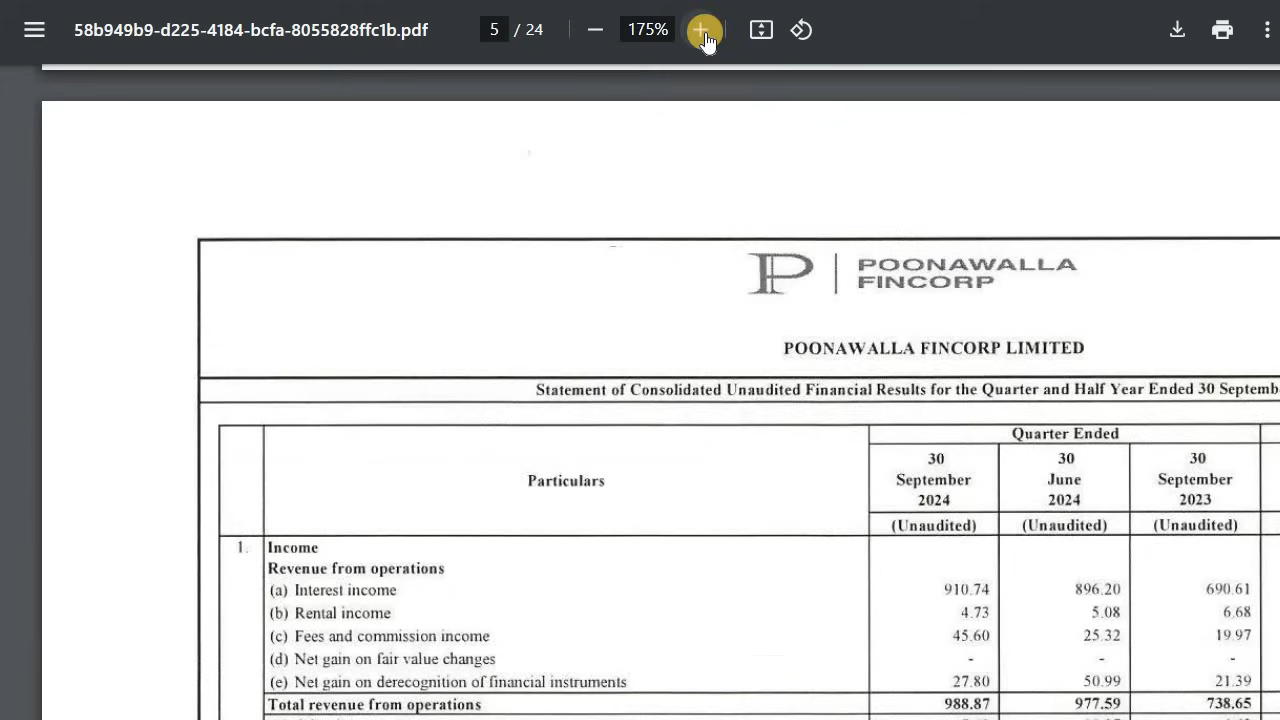 58b949b9-d225-4184-bcfa-8055828ffc1b.pdf 5 / 24 175%
POONAWALLA
FINCORP
POONAWALLA FINCORP LIMITED
Statement of Consolidated Unaudited Financial Results for the Quarter and Half Year Ended 30 Septemb
Quarter Ended
Particulars
30 September 2024 30 June 2024 30 September 2023
(Unaudited) (Unaudited) (Unaudited)
1. Income
Revenue from operations
(a) Interest income 910.74 896.20 690.61
(b) Rental income 4.73 5.08 6.68
(c) Fees and commission income 45.60 25.32 19.97
(d) Net gain on fair value changes - - -
(e) Net gain on derecognition of financial instruments 27.80 50.99 21.39
Total revenue from operations 988.87 977.59 738.65